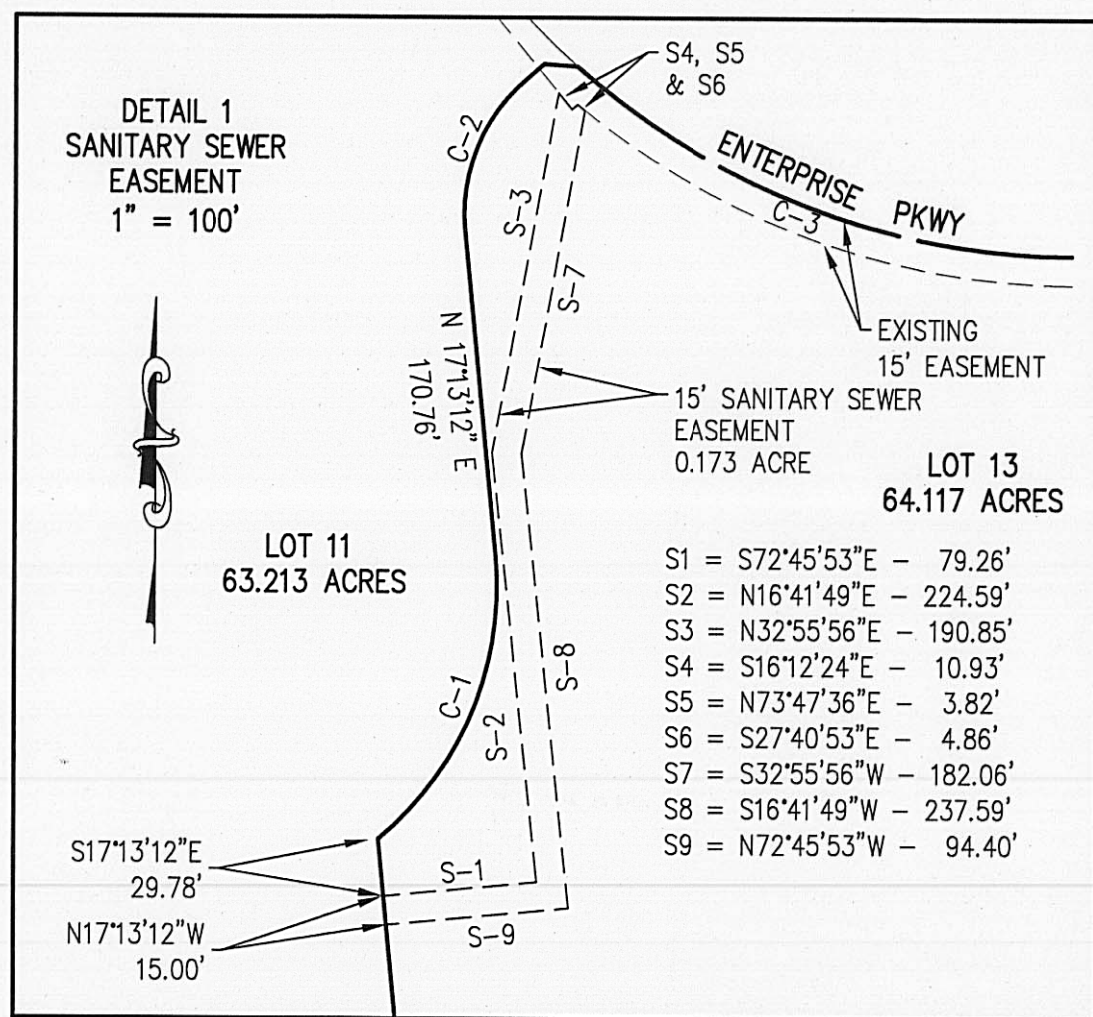 DETAIL 1
SANITARY SEWER
EASEMENT
1" = 100'
S4, S5
& S6
C-2
ENTERPRISE PKWY
C-3
S-3
S-7
N 17°13'12" E
170.76'
EXISTING
15' EASEMENT
15' SANITARY SEWER
EASEMENT
0.173 ACRE
LOT 13
64.117 ACRES
LOT 11
63.213 ACRES
S1 = S72°45'53"E - 79.26'
S2 = N16°41'49"E - 224.59'
S3 = N32°55'56"E - 190.85'
S4 = S16°12'24"E - 10.93'
S5 = N73°47'36"E - 3.82'
S6 = S27°40'53"E - 4.86'
S7 = S32°55'56"W - 182.06'
S8 = S16°41'49"W - 237.59'
S9 = N72°45'53"W - 94.40'
C-1
S-2
S-8
S17°13'12"E
29.78'
S-1
N17°13'12"W
15.00'
S-9